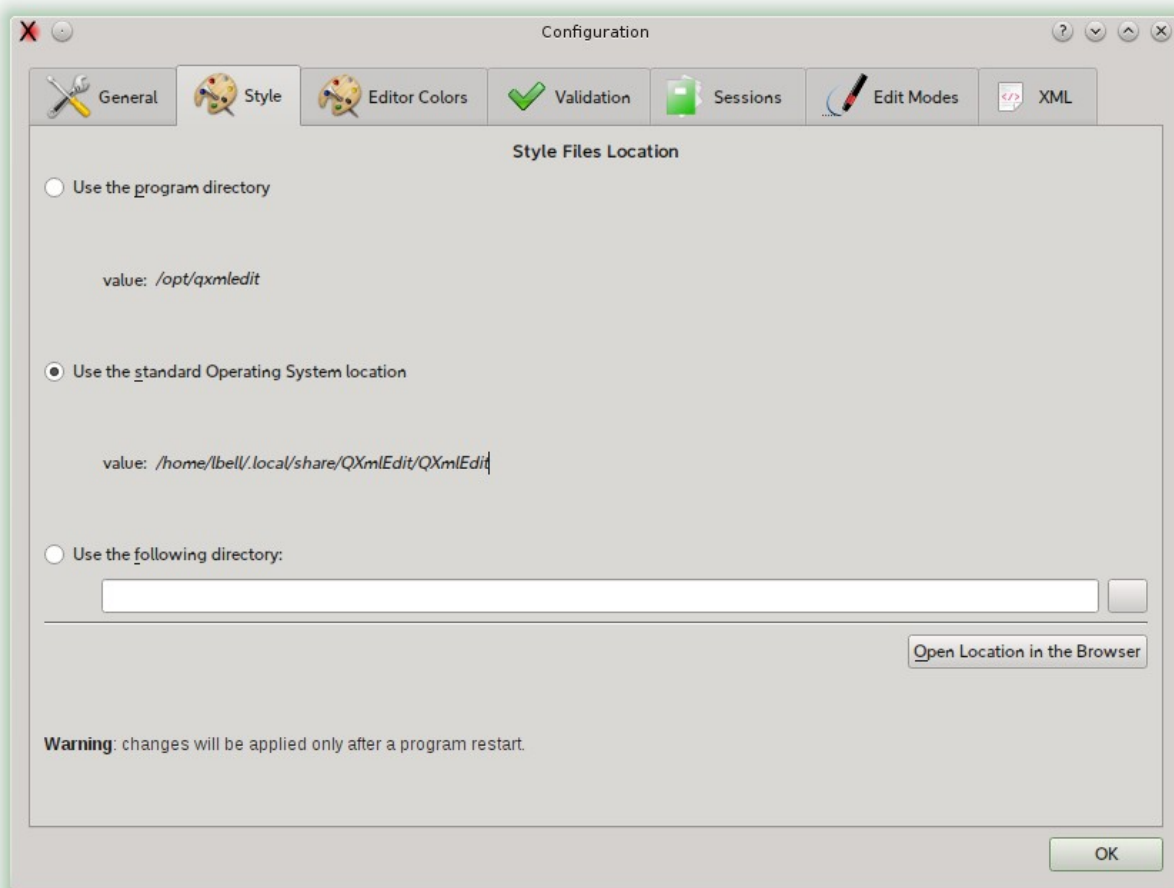 Configuration
General Style Editor Colors Validation Sessions Edit Modes XML
Style Files Location
Use the program directory
value: /opt/qxmledit
Use the standard Operating System location
value: /home/lbell/.local/share/QXmlEdit/QXmlEdit
Use the following directory:
Open Location in the Browser
Warning: changes will be applied only after a program restart.
OK